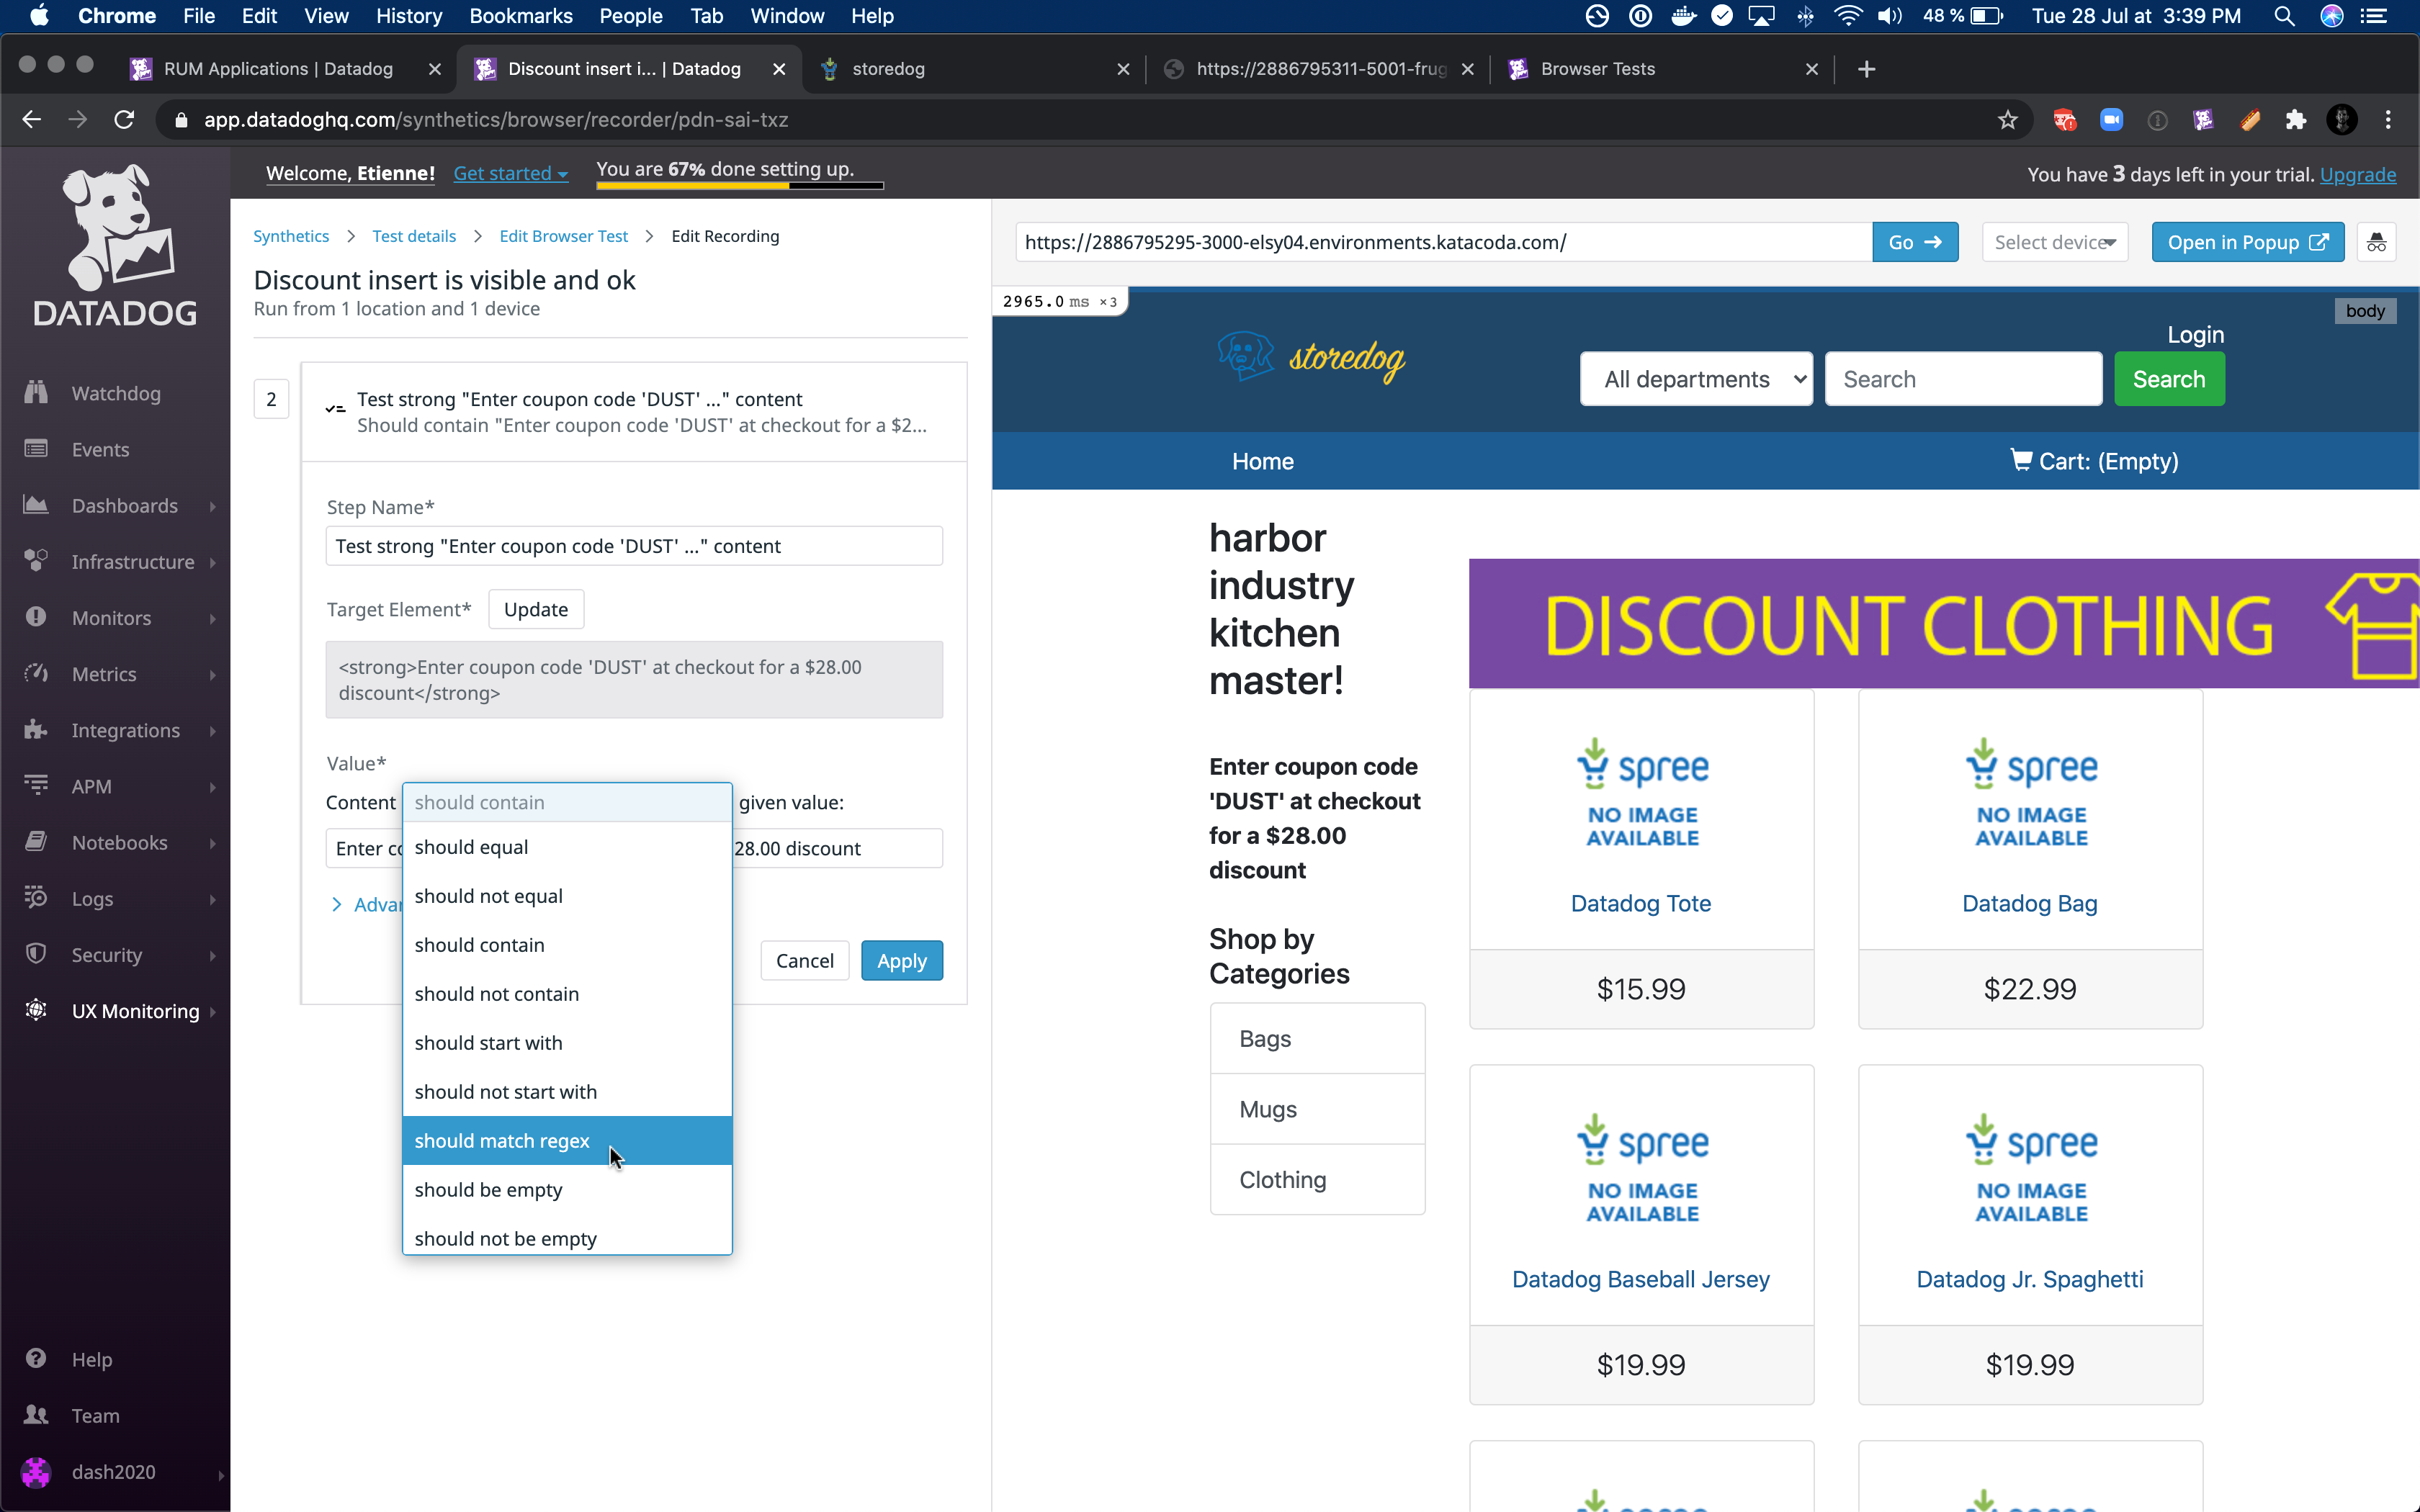 Chrome File Edit View History Bookmarks People Tab Window Help
48 % Tue 28 Jul at 3:39 PM
RUM Applications | Datadog
Discount insert i... | Datadog
storedog
https://2886795311-5001-frug
Browser Tests
app.datadoghq.com/synthetics/browser/recorder/pdn-sai-txz
DATADOG
Watchdog
Events
Dashboards
Infrastructure
Monitors
Metrics
Integrations
APM
Notebooks
Logs
Security
UX Monitoring
Help
Team
dash2020
Welcome, Etienne! Get started You are 67% done setting up.
You have 3 days left in your trial. Upgrade
Synthetics > Test details > Edit Browser Test > Edit Recording
Discount insert is visible and ok
Run from 1 location and 1 device
2
Test strong "Enter coupon code 'DUST' ..." content
Should contain "Enter coupon code 'DUST' at checkout for a $2...
Step Name*
Test strong "Enter coupon code 'DUST' ..." content
Target Element* Update
<strong>Enter coupon code 'DUST' at checkout for a $28.00
discount</strong>
Value*
Content should contain given value:
Enter co 28.00 discount
should equal
should not equal
should contain
should not contain
should start with
should not start with
should match regex
should be empty
should not be empty
> Advan
Cancel Apply
https://2886795295-3000-elsy04.environments.katacoda.com/
Go → Select device Open in Popup
2965.0 ms ×3
body
storedog
Login
All departments Search Search
Home Cart: (Empty)
harbor
industry
kitchen
master!
Enter coupon code
'DUST' at checkout
for a $28.00
discount
Shop by
Categories
Bags
Mugs
Clothing
DISCOUNT CLOTHING
spree
NO IMAGE
AVAILABLE
Datadog Tote
$15.99
spree
NO IMAGE
AVAILABLE
Datadog Bag
$22.99
spree
NO IMAGE
AVAILABLE
Datadog Baseball Jersey
$19.99
spree
NO IMAGE
AVAILABLE
Datadog Jr. Spaghetti
$19.99